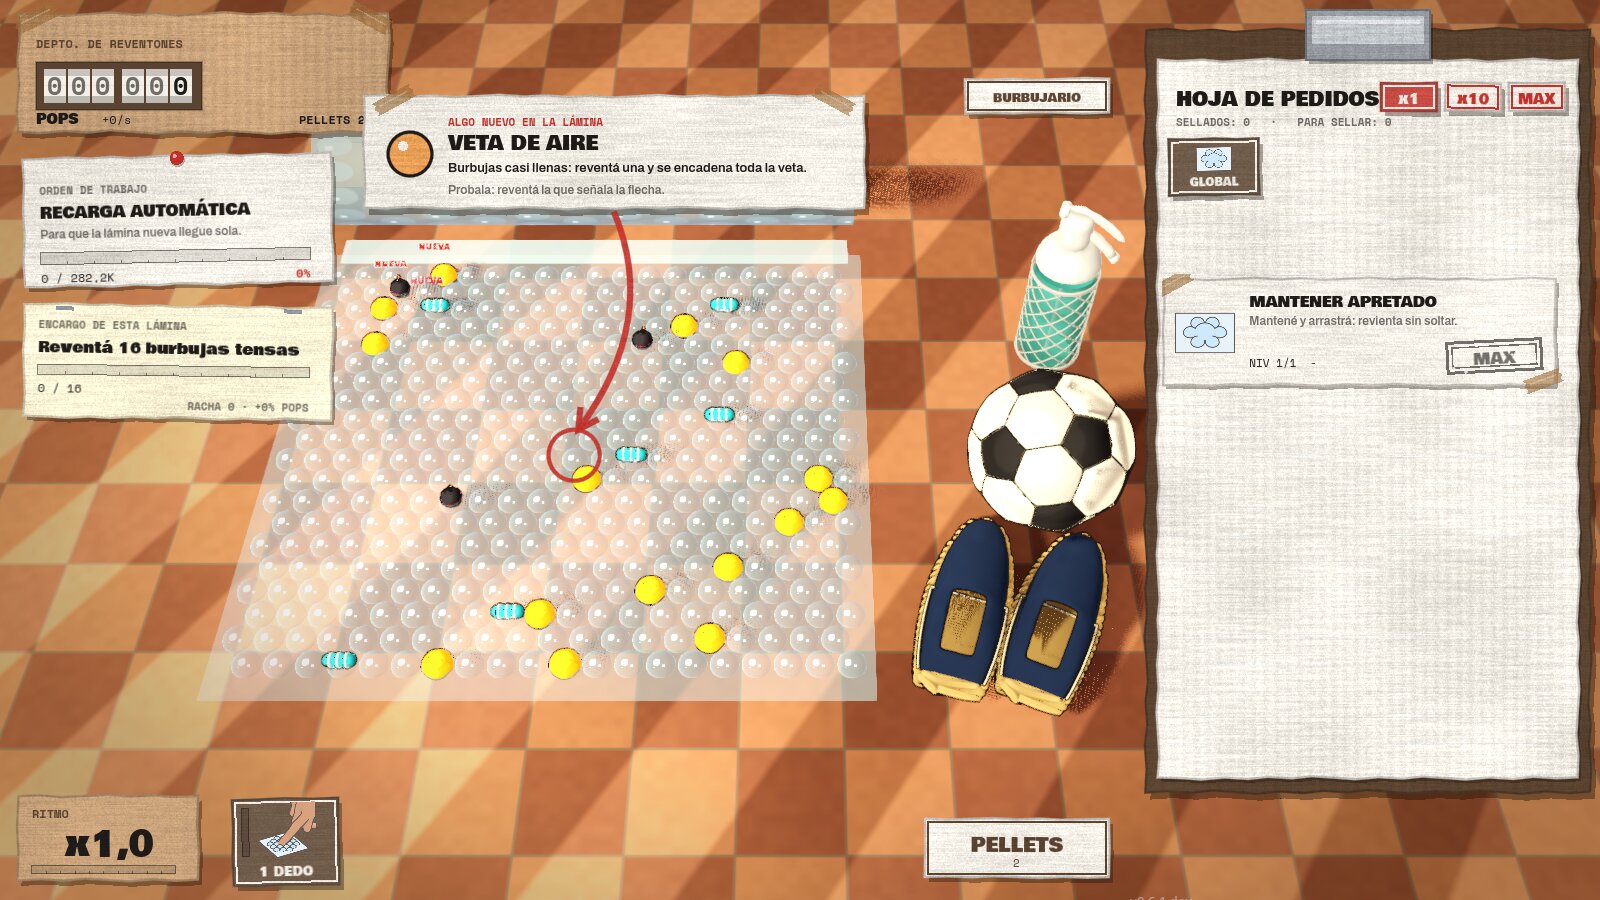 DEPTO. DE REVENTONES
000 000
POPS +0/s PELLETS 2
ORDEN DE TRABAJO
RECARGA AUTOMÁTICA
Para que la lámina nueva llegue sola.
0 / 282,2K 0%
ENCARGO DE ESTA LÁMINA
Reventá 16 burbujas tensas
0 / 16
RACHA 0 · +0% POPS
ALGO NUEVO EN LA LÁMINA
VETA DE AIRE
Burbujas casi llenas: reventá una y se encadena toda la veta.
Probala: reventá la que señala la flecha.
NUEVA
NUEVA
NUEVA
BURBUJARIO
HOJA DE PEDIDOS x1 x10 MAX
SELLADOS: 0 · PARA SELLAR: 0
GLOBAL
MANTENER APRETADO
Mantené y arrastrá: revienta sin soltar.
NIV 1/1 -
MAX
RITMO
x1,0
1 DEDO
PELLETS
2